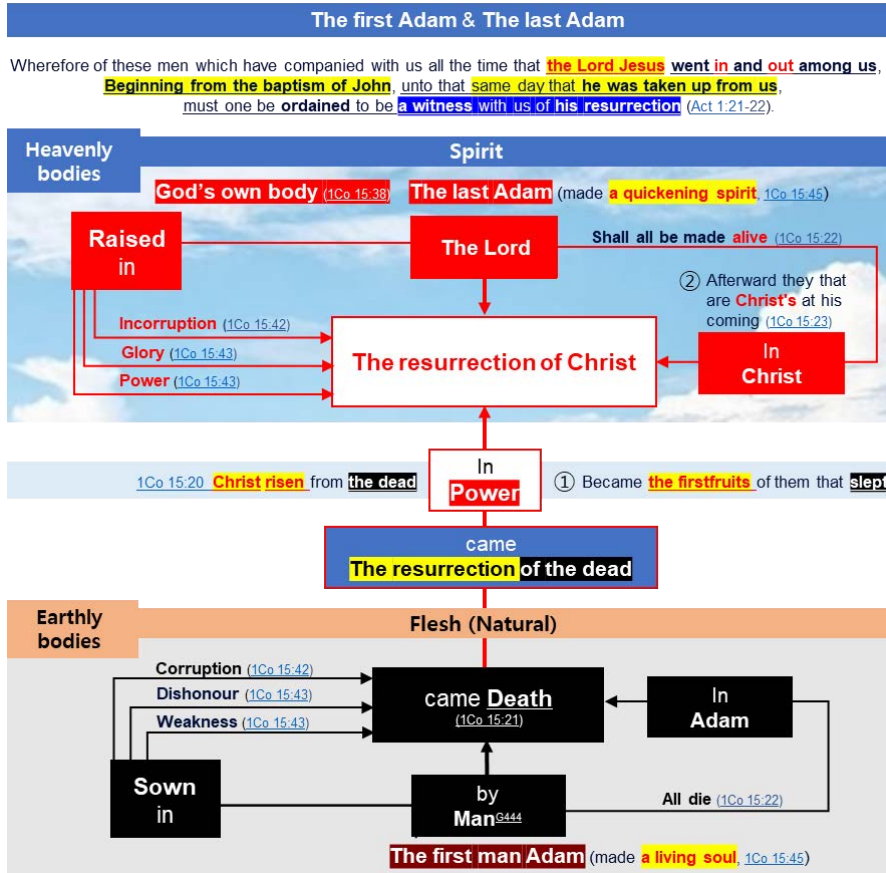 The first Adam & The last Adam
Wherefore of these men which have companied with us all the time that the Lord Jesus went in and out among us,
Beginning from the baptism of John, unto that same day that he was taken up from us,
must one be ordained to be a witness with us of his resurrection (Act 1:21-22).
Heavenly
bodies
Spirit
God's own body (1Co 15:38)
The last Adam (made a quickening spirit, 1Co 15:45)
Raised
in
The Lord
Shall all be made alive (1Co 15:22)
② Afterward they that
are Christ's at his
coming (1Co 15:23)
Incorruption (1Co 15:42)
Glory (1Co 15:43)
Power (1Co 15:43)
The resurrection of Christ
In
Christ
1Co 15:20 Christ risen from the dead
In
Power
① Became the firstfruits of them that slept
came
The resurrection of the dead
Earthly
bodies
Flesh (Natural)
Corruption (1Co 15:42)
Dishonour (1Co 15:43)
Weakness (1Co 15:43)
came Death
(1Co 15:21)
In
Adam
Sown
in
by
Man G444
All die (1Co 15:22)
The first man Adam (made a living soul, 1Co 15:45)